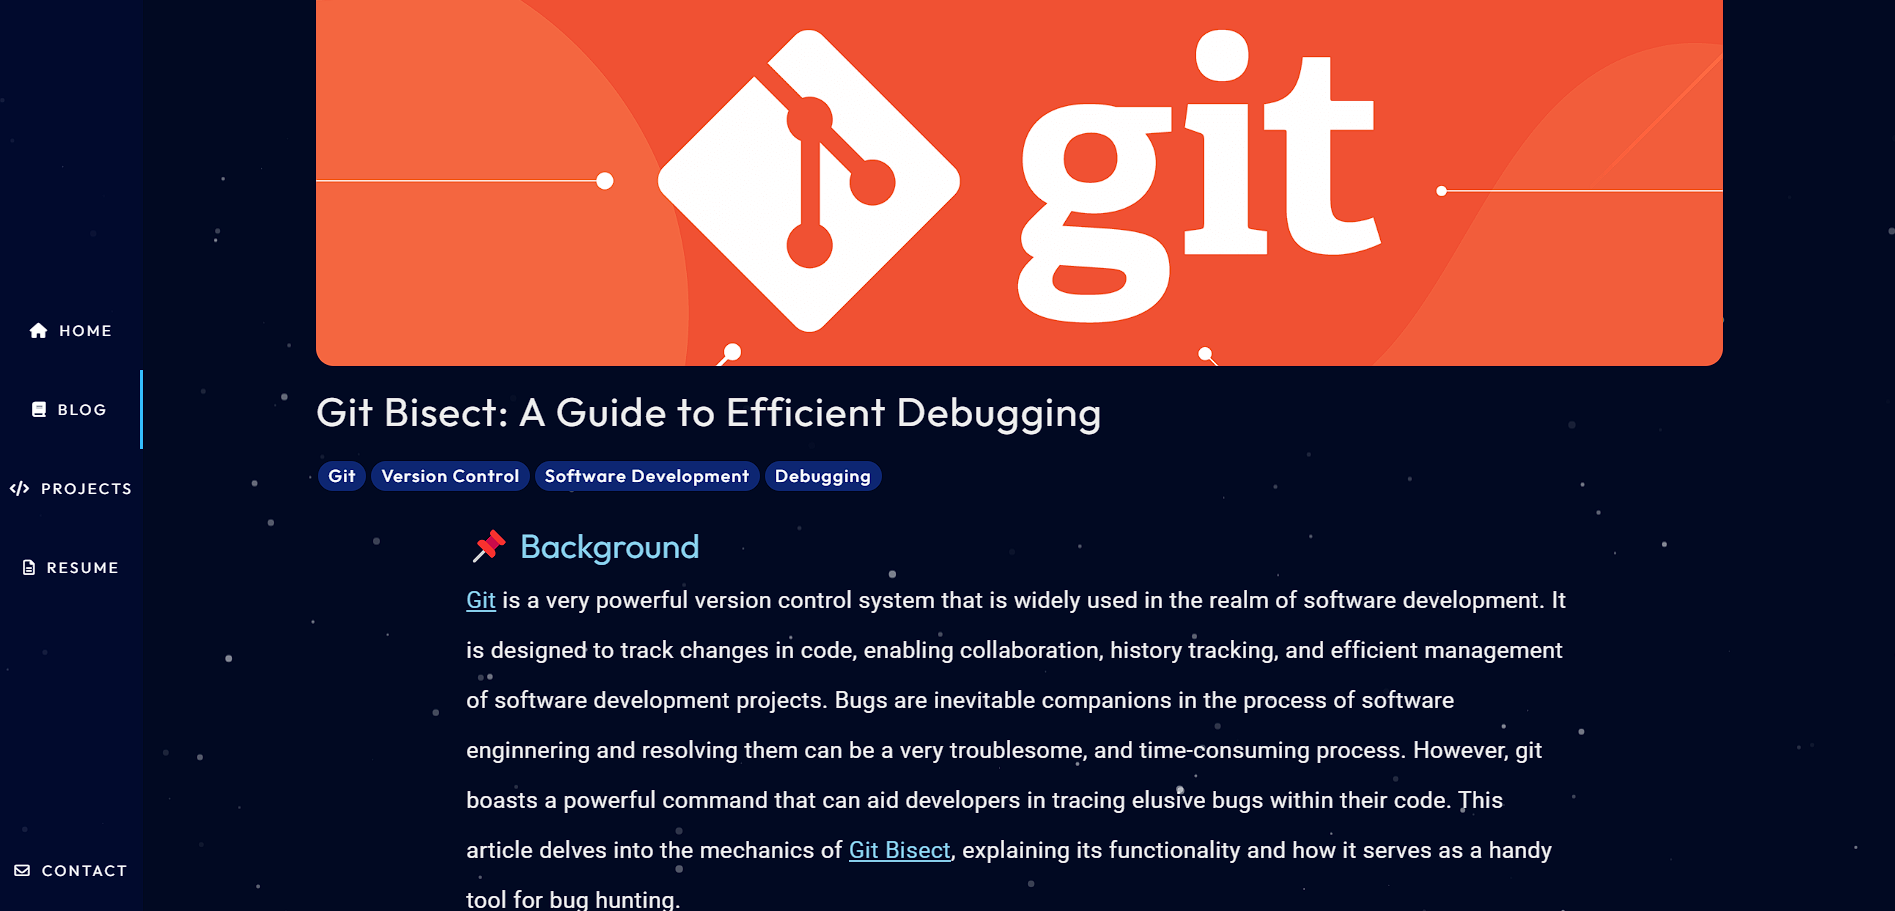 git
HOME
BLOG
PROJECTS
RESUME
CONTACT
Git Bisect: A Guide to Efficient Debugging
Git Version Control Software Development Debugging
Background
Git is a very powerful version control system that is widely used in the realm of software development. It
is designed to track changes in code, enabling collaboration, history tracking, and efficient management
of software development projects. Bugs are inevitable companions in the process of software
enginnering and resolving them can be a very troublesome, and time-consuming process. However, git
boasts a powerful command that can aid developers in tracing elusive bugs within their code. This
article delves into the mechanics of Git Bisect, explaining its functionality and how it serves as a handy
tool for bug hunting.